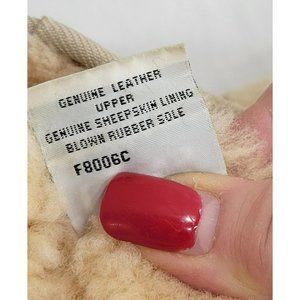 GENUINE LEATHER
UPPER
GENUINE SHEEPSKIN LINING
BLOWN RUBBER SOLE
F8006C